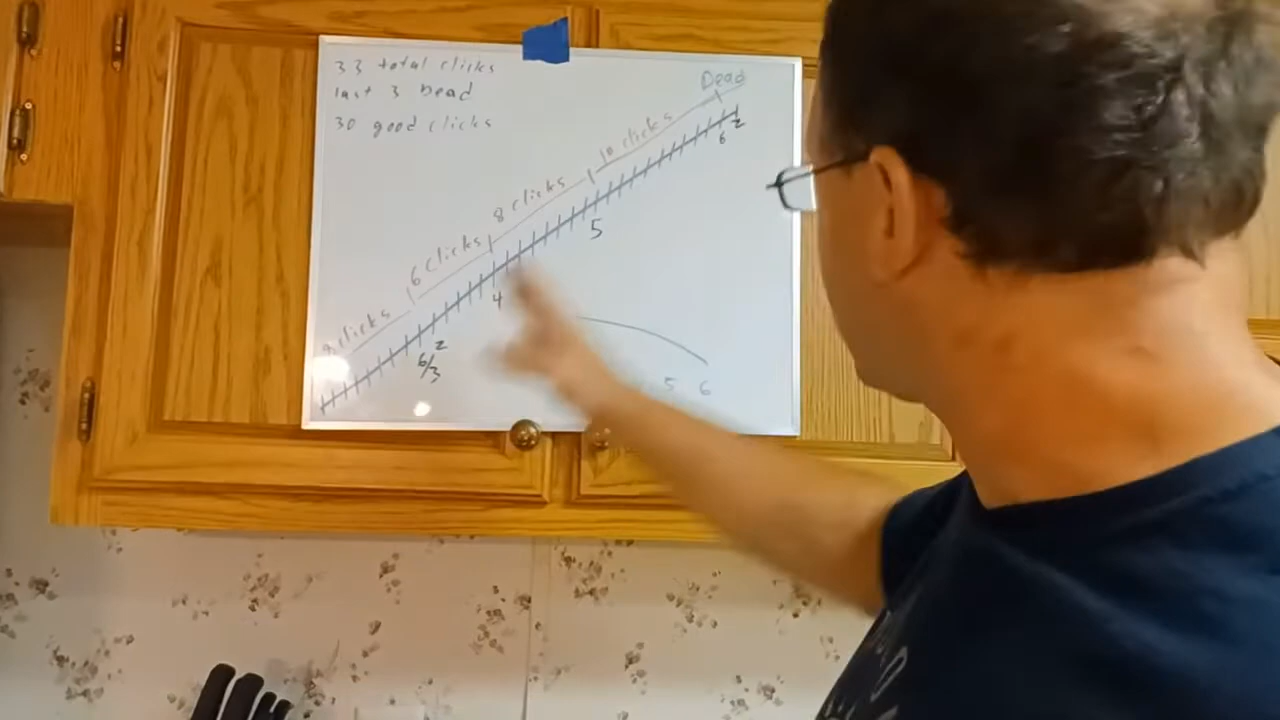 33 total clicks
last 3 Dead
30 good clicks
Dead
10 clicks
8 clicks
6 clicks
clicks
6 2
5
4
2
6/3
5 6